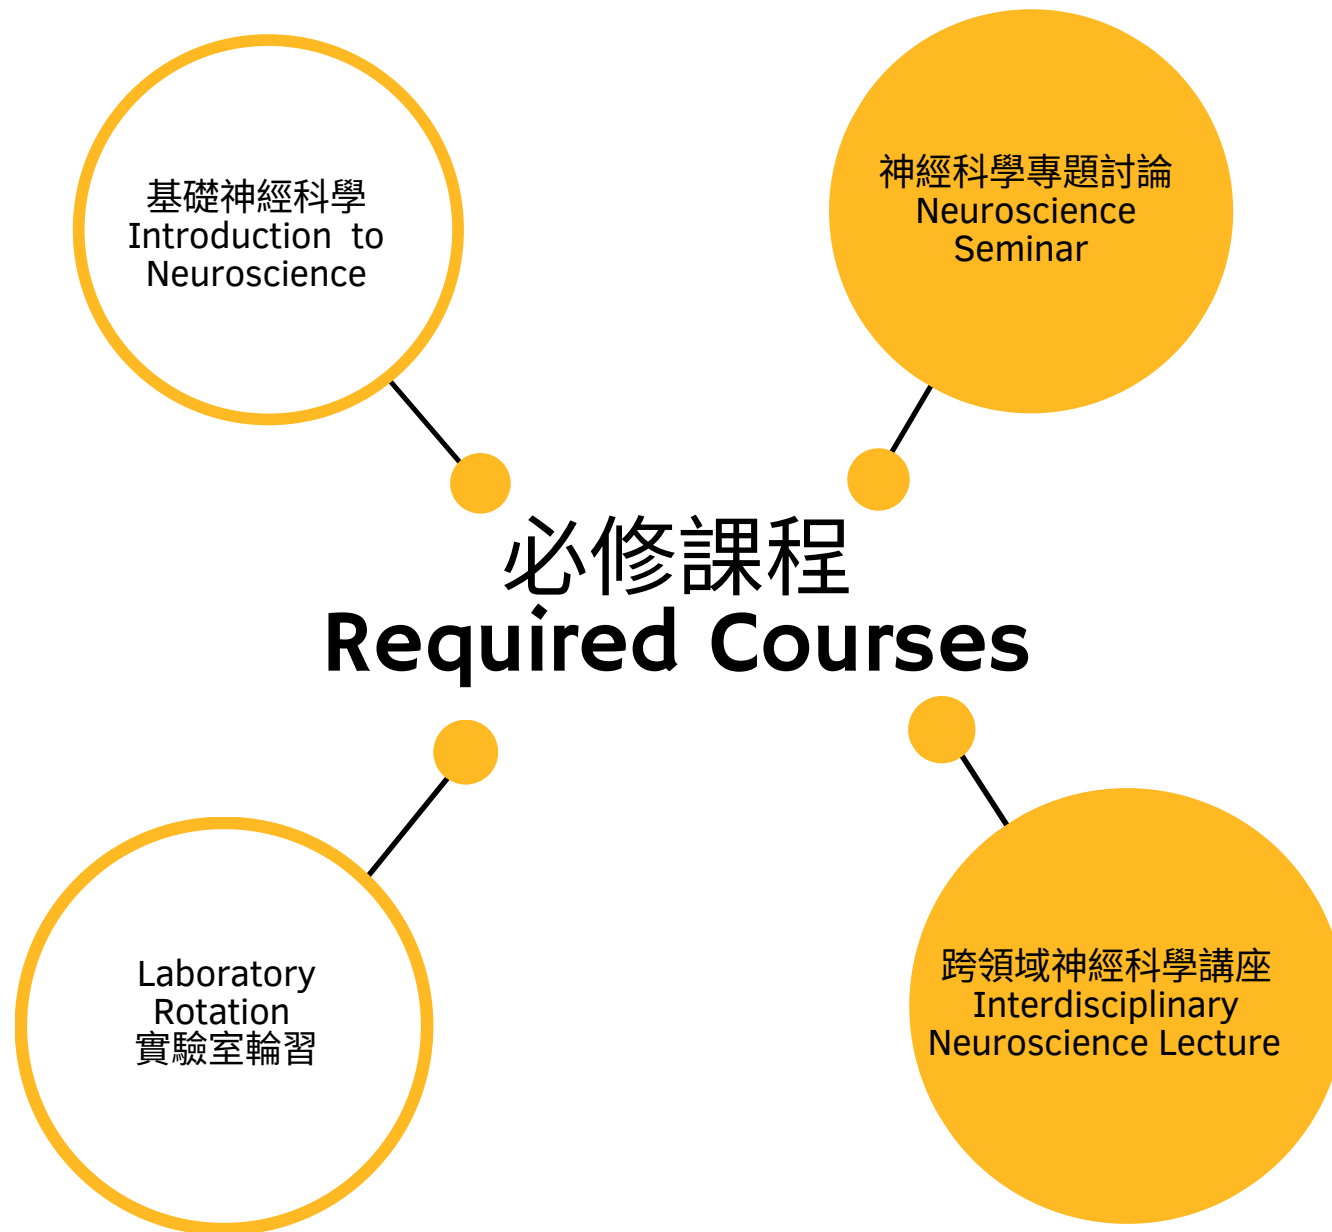 基礎神經科學
Introduction to
Neuroscience
神經科學專題討論
Neuroscience
Seminar
必修課程
Required Courses
Laboratory
Rotation
實驗室輪習
跨領域神經科學講座
Interdisciplinary
Neuroscience Lecture